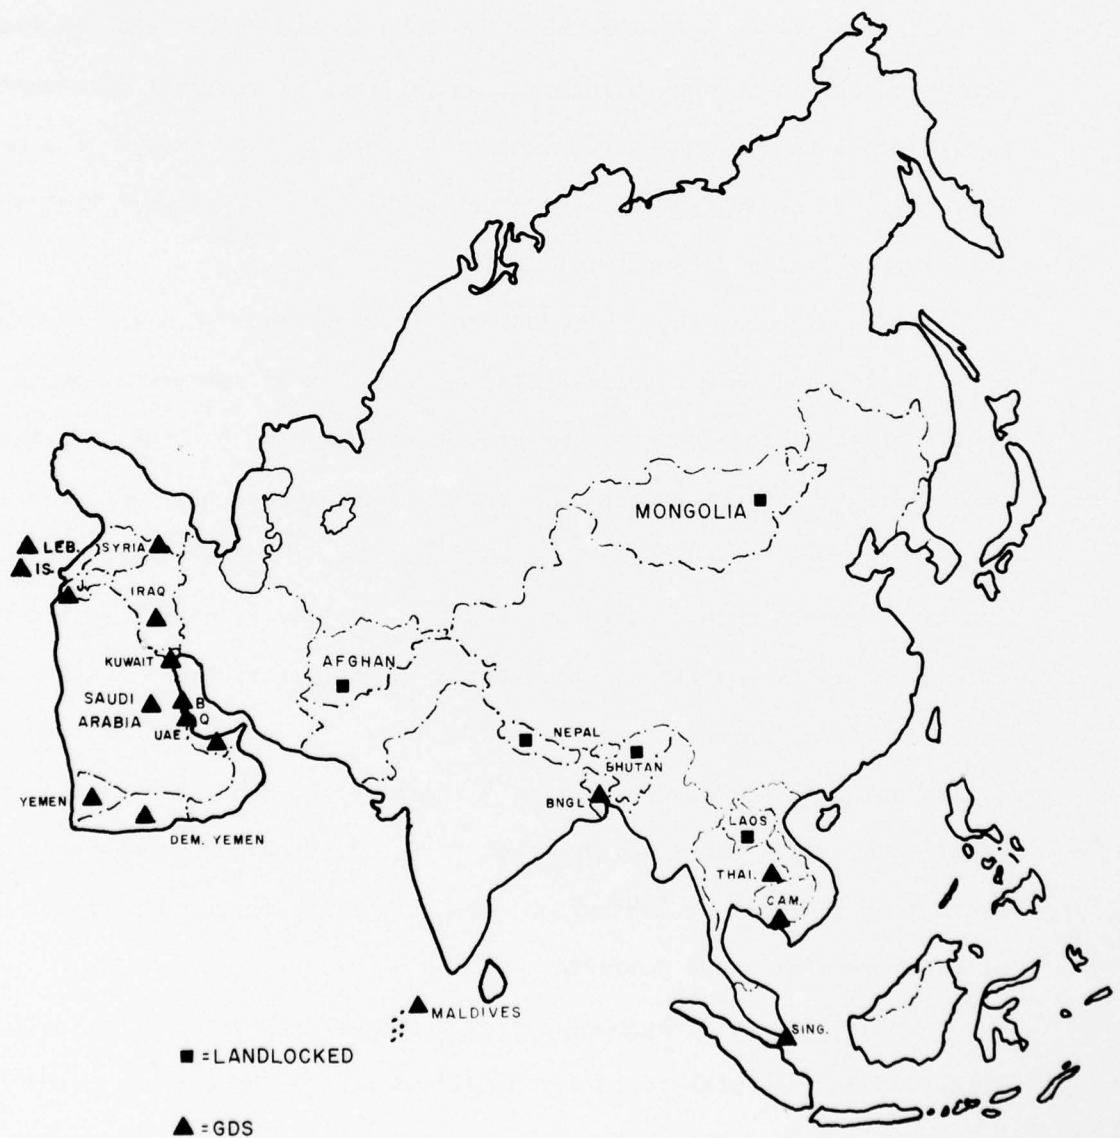 MONGOLIA
LEB.
SYRIA
IS.
J.
IRAQ
KUWAIT
AFGHAN
SAUDI
ARABIA
B
Q
UAE
NEPAL
BHUTAN
YEMEN
BNGL
DEM. YEMEN
LAOS
THAI.
CAM.
MALDIVES
SING.
=LANDLOCKED
=GDS